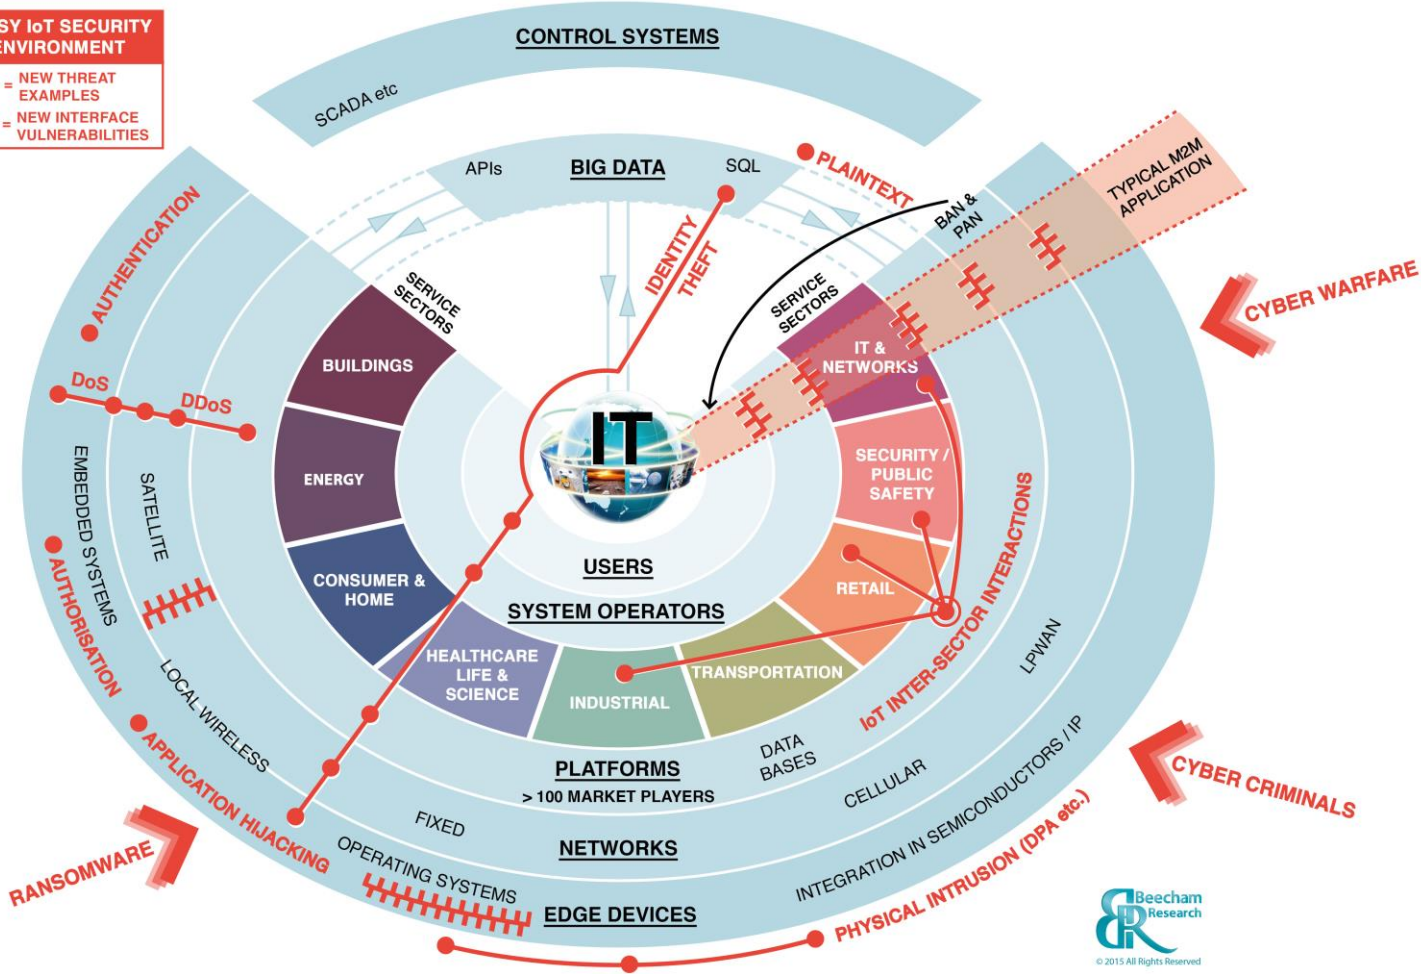 SY IoT SECURITY
ENVIRONMENT
= NEW THREAT
EXAMPLES
= NEW INTERFACE
VULNERABILITIES
CONTROL SYSTEMS
SCADA etc
APIs
BIG DATA
SQL
PLAINTEXT
BAN &
PAN
TYPICAL M2M
APPLICATION
AUTHENTICATION
IDENTITY
THEFT
SERVICE
SECTORS
SERVICE
SECTORS
CYBER WARFARE
BUILDINGS
IT &
NETWORKS
DoS
DDoS
IT
ENERGY
SECURITY /
PUBLIC
SAFETY
EMBEDDED SYSTEMS
SATELLITE
USERS
CONSUMER &
HOME
RETAIL
SYSTEM OPERATORS
IoT INTER-SECTOR INTERACTIONS
AUTHORISATION
LPWAN
HEALTHCARE
LIFE &
SCIENCE
INDUSTRIAL
TRANSPORTATION
LOCAL WIRELESS
DATA
BASES
PLATFORMS
> 100 MARKET PLAYERS
CELLULAR
CYBER CRIMINALS
APPLICATION HIJACKING
FIXED
NETWORKS
INTEGRATION IN SEMICONDUCTORS / IP
RANSOMWARE
OPERATING SYSTEMS
EDGE DEVICES
PHYSICAL INTRUSION (DPA etc.)
Beecham
Research
© 2015 All Rights Reserved